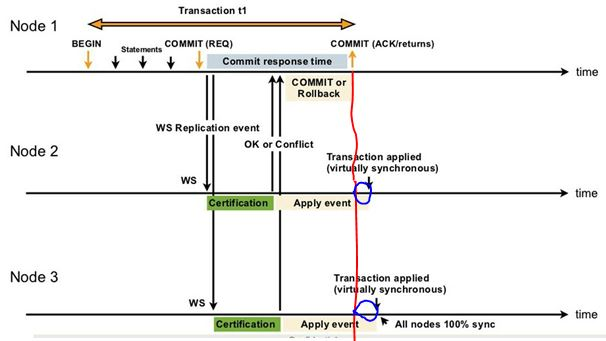 Transaction t1
Node 1
BEGIN
Statements
COMMIT (REQ)
COMMIT (ACK/returns)
Commit response time
time
COMMIT or
Rollback
WS Replication event
OK or Conflict
Node 2
Transaction applied
(virtually synchronous)
WS
time
Certification
Apply event
Node 3
Transaction applied
(virtually synchronous)
WS
time
Certification
Apply event
All nodes 100% sync